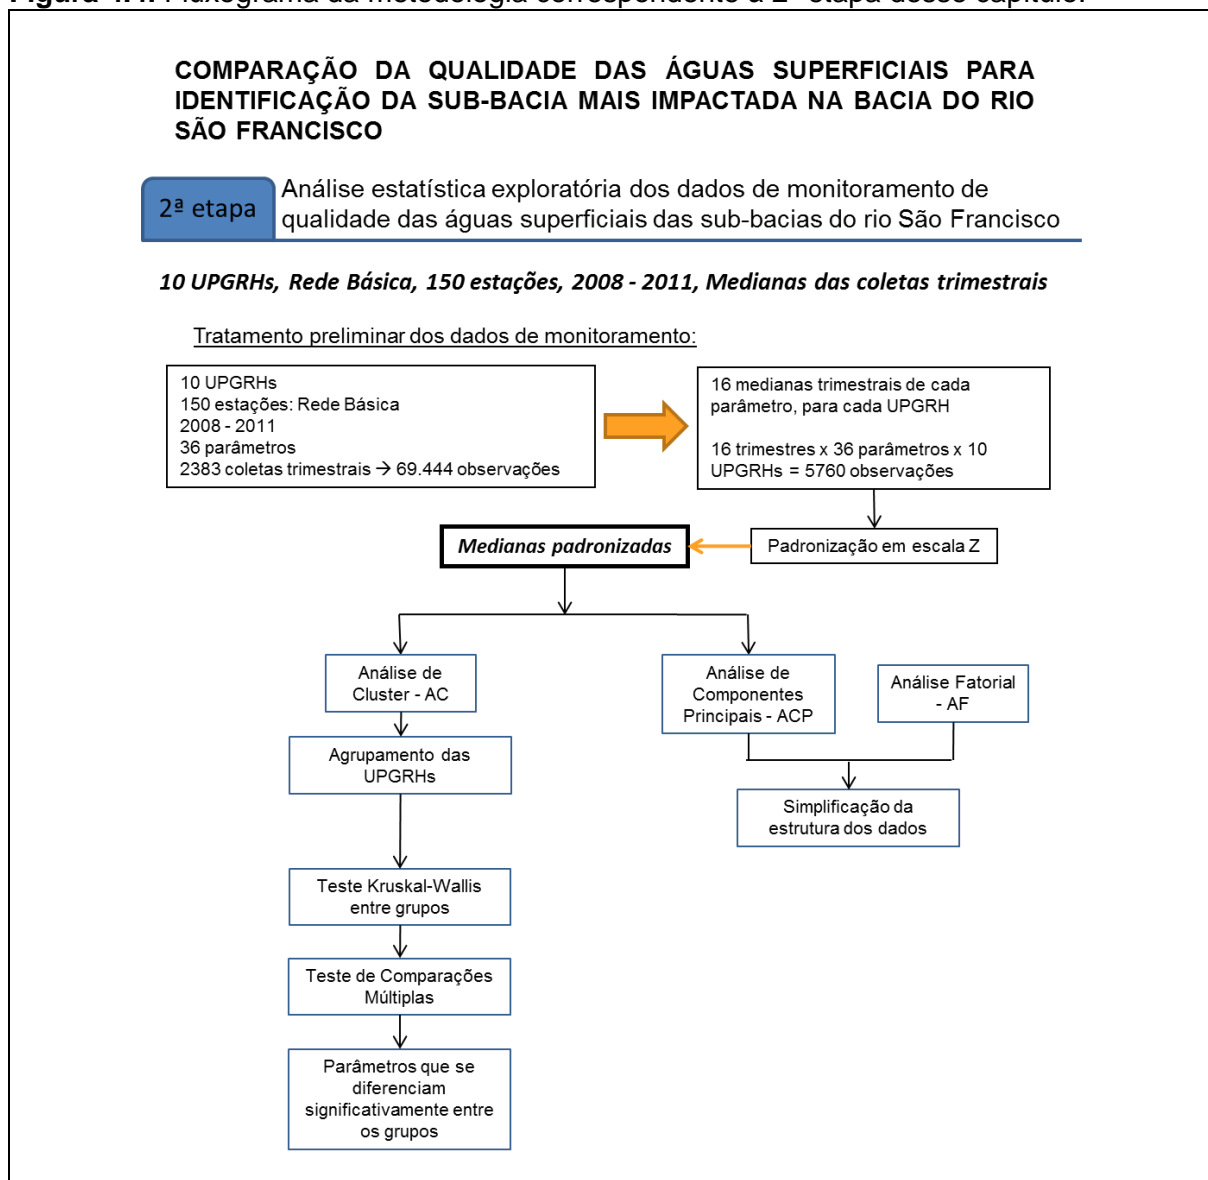 COMPARAÇÃO DA QUALIDADE DAS ÁGUAS SUPERFICIAIS PARA
IDENTIFICAÇÃO DA SUB-BACIA MAIS IMPACTADA NA BACIA DO RIO
SÃO FRANCISCO
2ª etapa
Análise estatística exploratória dos dados de monitoramento de
qualidade das águas superficiais das sub-bacias do rio São Francisco
10 UPGRHs, Rede Básica, 150 estações, 2008 - 2011, Medianas das coletas trimestrais
Tratamento preliminar dos dados de monitoramento:
10 UPGRHs
150 estações: Rede Básica
2008 - 2011
36 parâmetros
2383 coletas trimestrais → 69.444 observações
16 medianas trimestrais de cada
parâmetro, para cada UPGRH
16 trimestres x 36 parâmetros x 10
UPGRHs = 5760 observações
Medianas padronizadas
Padronização em escala Z
Análise de
Cluster - AC
Análise de
Componentes
Principais - ACP
Análise Fatorial
- AF
Agrupamento das
UPGRHs
Simplificação da
estrutura dos dados
Teste Kruskal-Wallis
entre grupos
Teste de Comparações
Múltiplas
Parâmetros que se
diferenciam
significativamente entre
os grupos